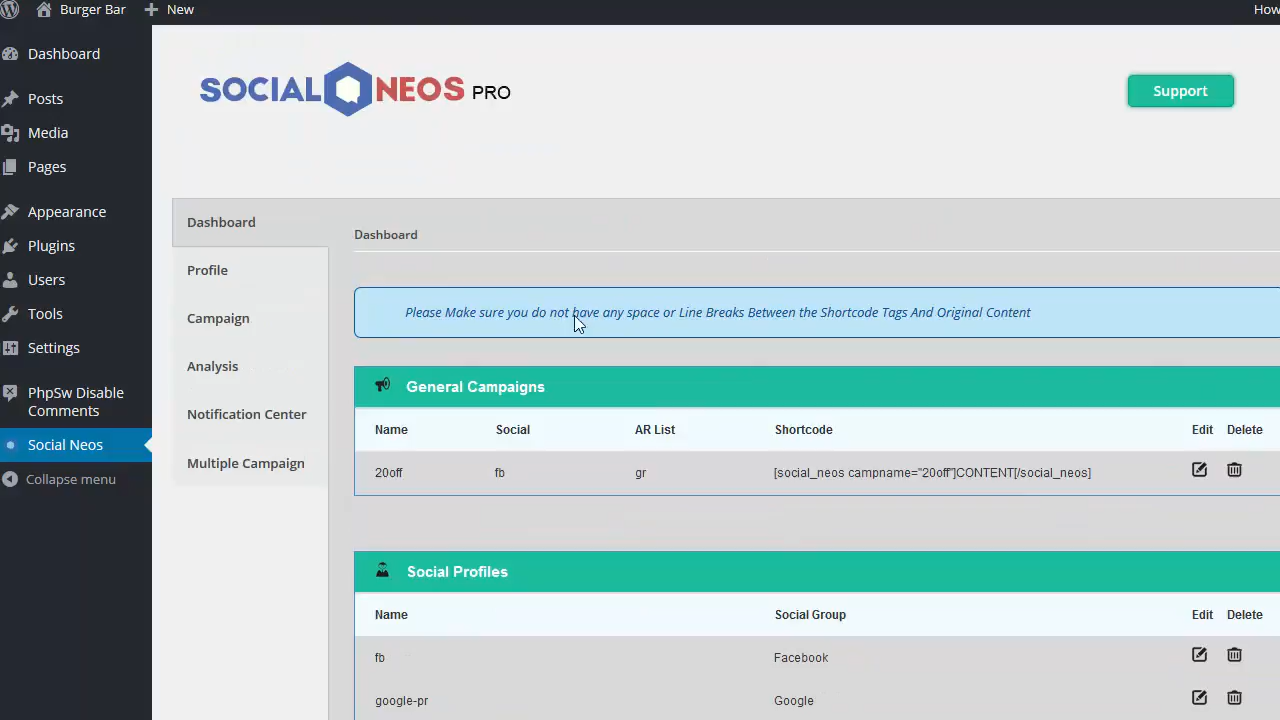 Burger Bar
New
How
Dashboard
Posts
Media
Pages
Appearance
Plugins
Users
Tools
Settings
PhpSw Disable
Comments
Social Neos
Collapse menu
SOCIAL NEOS PRO
Support
Dashboard
Profile
Campaign
Analysis
Notification Center
Multiple Campaign
Dashboard
Please Make sure you do not have any space or Line Breaks Between the Shortcode Tags And Original Content
General Campaigns
Name Social AR List Shortcode Edit Delete
20off fb gr [social_neos campname="20off"]CONTENT[/social_neos]
Social Profiles
Name Social Group Edit Delete
fb Facebook
google-pr Google